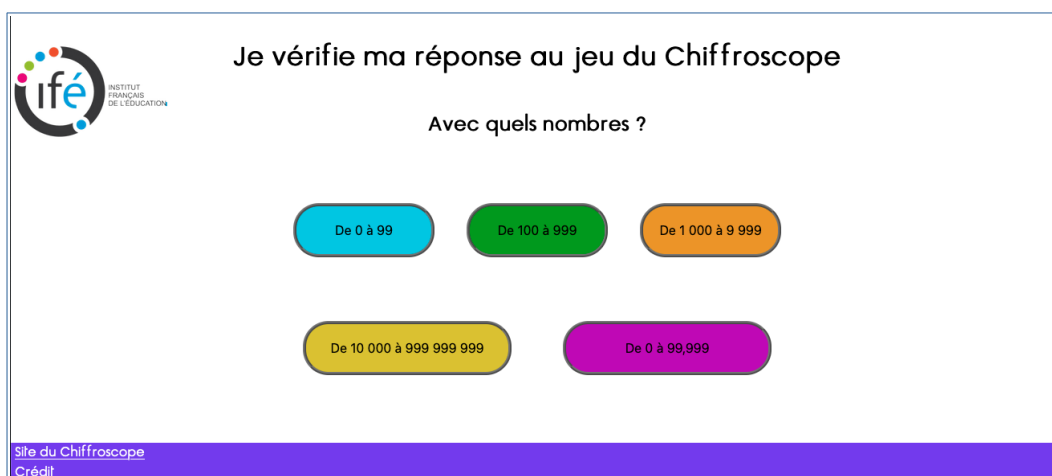 Je vérifie ma réponse au jeu du Chiffroscope
ifé
INSTITUT
FRANÇAIS
DE L'ÉDUCATION
Avec quels nombres ?
De 0 à 99
De 100 à 999
De 1 000 à 9 999
De 10 000 à 999 999 999
De 0 à 99,999
Site du Chiffroscope
Crédit